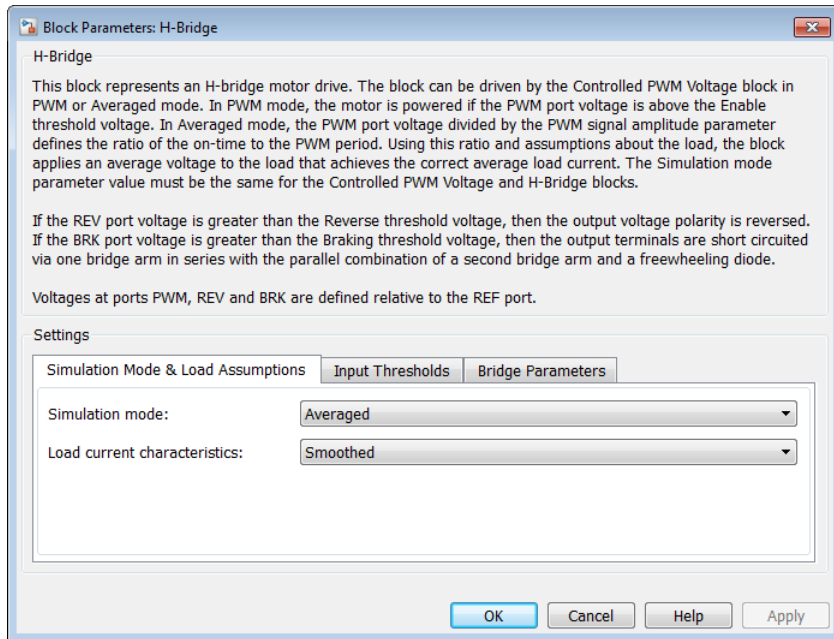 Block Parameters: H-Bridge
H-Bridge
This block represents an H-bridge motor drive. The block can be driven by the Controlled PWM Voltage block in
PWM or Averaged mode. In PWM mode, the motor is powered if the PWM port voltage is above the Enable
threshold voltage. In Averaged mode, the PWM port voltage divided by the PWM signal amplitude parameter
defines the ratio of the on-time to the PWM period. Using this ratio and assumptions about the load, the block
applies an average voltage to the load that achieves the correct average load current. The Simulation mode
parameter value must be the same for the Controlled PWM Voltage and H-Bridge blocks.
If the REV port voltage is greater than the Reverse threshold voltage, then the output voltage polarity is reversed.
If the BRK port voltage is greater than the Braking threshold voltage, then the output terminals are short circuited
via one bridge arm in series with the parallel combination of a second bridge arm and a freewheeling diode.
Voltages at ports PWM, REV and BRK are defined relative to the REF port.
Settings
Simulation Mode & Load Assumptions Input Thresholds Bridge Parameters
Simulation mode: Averaged
Load current characteristics: Smoothed
OK Cancel Help Apply